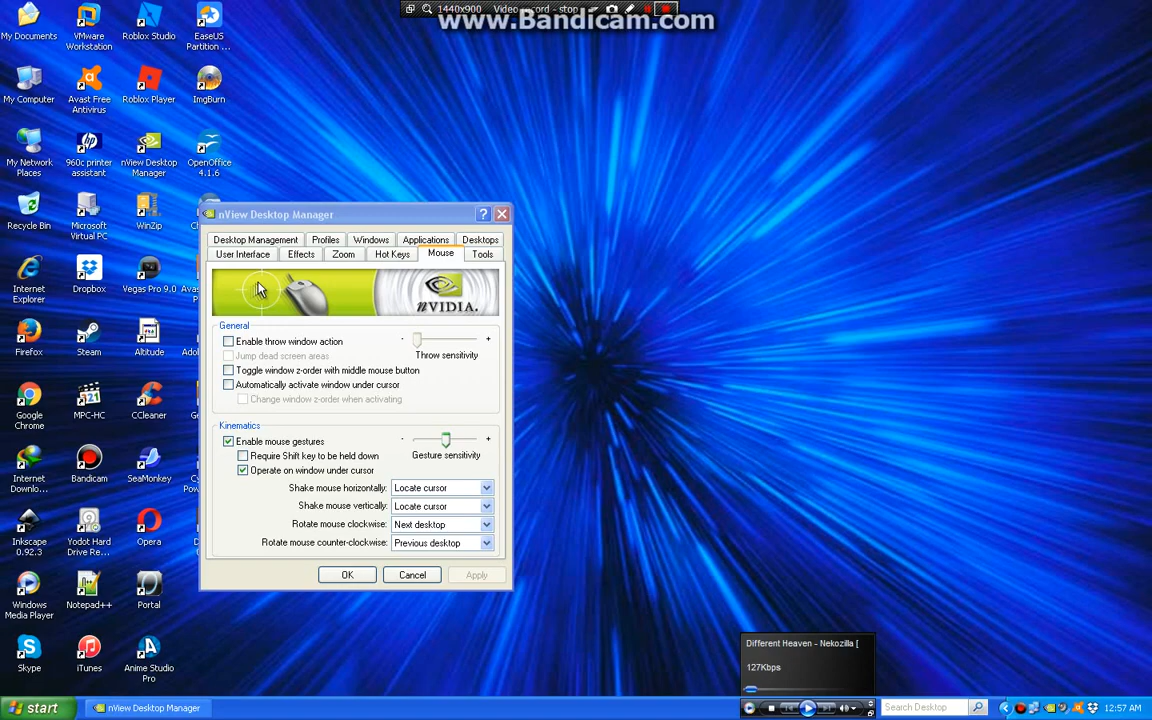 1440x900 Video record - stop
www.Bandicam.com
My Documents
VMware
Workstation
Roblox Studio
EaseUS
Partition ...
My Computer
Avast Free
Antivirus
Roblox Player
ImgBurn
My Network
Places
960c printer
assistant
nView Desktop
Manager
OpenOffice
4.1.6
Recycle Bin
Microsoft
Virtual PC
WinZip
Internet
Explorer
Dropbox
Vegas Pro 9.0
Firefox
Steam
Altitude
Google
Chrome
MPC-HC
CCleaner
Internet
Downlo...
Bandicam
SeaMonkey
Inkscape
0.92.3
Yodot Hard
Drive Re...
Opera
Windows
Media Player
Notepad++
Portal
Skype
iTunes
Anime Studio
Pro
nView Desktop Manager
Desktop Management Profiles Windows Applications Desktops
User Interface Effects Zoom Hot Keys Mouse Tools
nVIDIA.
General
Enable throw window action
Jump dead screen areas
Throw sensitivity
Toggle window z-order with middle mouse button
Automatically activate window under cursor
Change window z-order when activating
Kinematics
Enable mouse gestures
Require Shift key to be held down
Gesture sensitivity
Operate on window under cursor
Shake mouse horizontally: Locate cursor
Shake mouse vertically: Locate cursor
Rotate mouse clockwise: Next desktop
Rotate mouse counter-clockwise: Previous desktop
OK Cancel Apply
Different Heaven - Nekozilla [
127Kbps
start
nView Desktop Manager
Search Desktop
12:57 AM